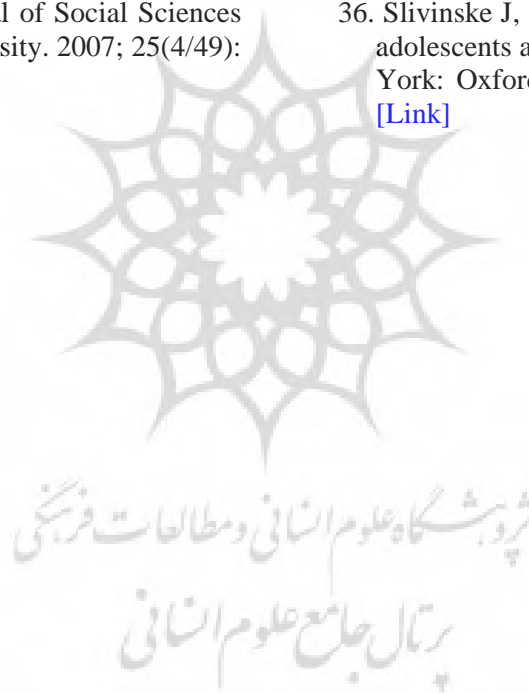 al of Social Sciences
sity. 2007; 25(4/49):
36. Slivinske J,
adolescents a
York: Oxford
[Link]
پژوهشگاه علوم انسانی و مطالعات فرهنگی
پرتال جامع علوم انسانی